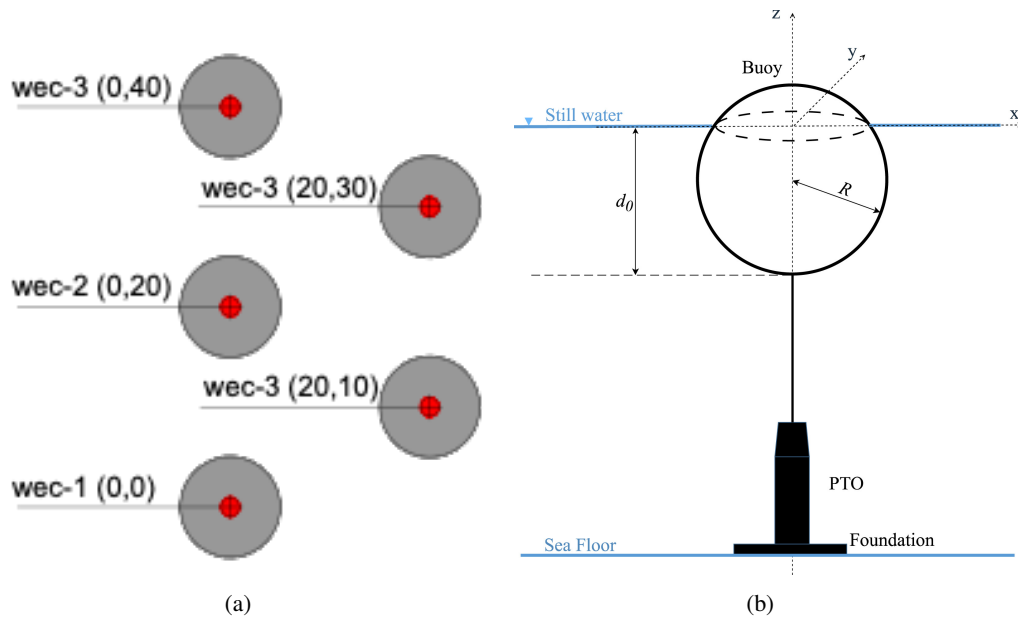 wec-3 (0,40)
wec-3 (20,30)
wec-2 (0,20)
wec-3 (20,10)
wec-1 (0,0)
(a)
z
y
Buoy
Still water
x
R
d₀
PTO
Foundation
Sea Floor
(b)